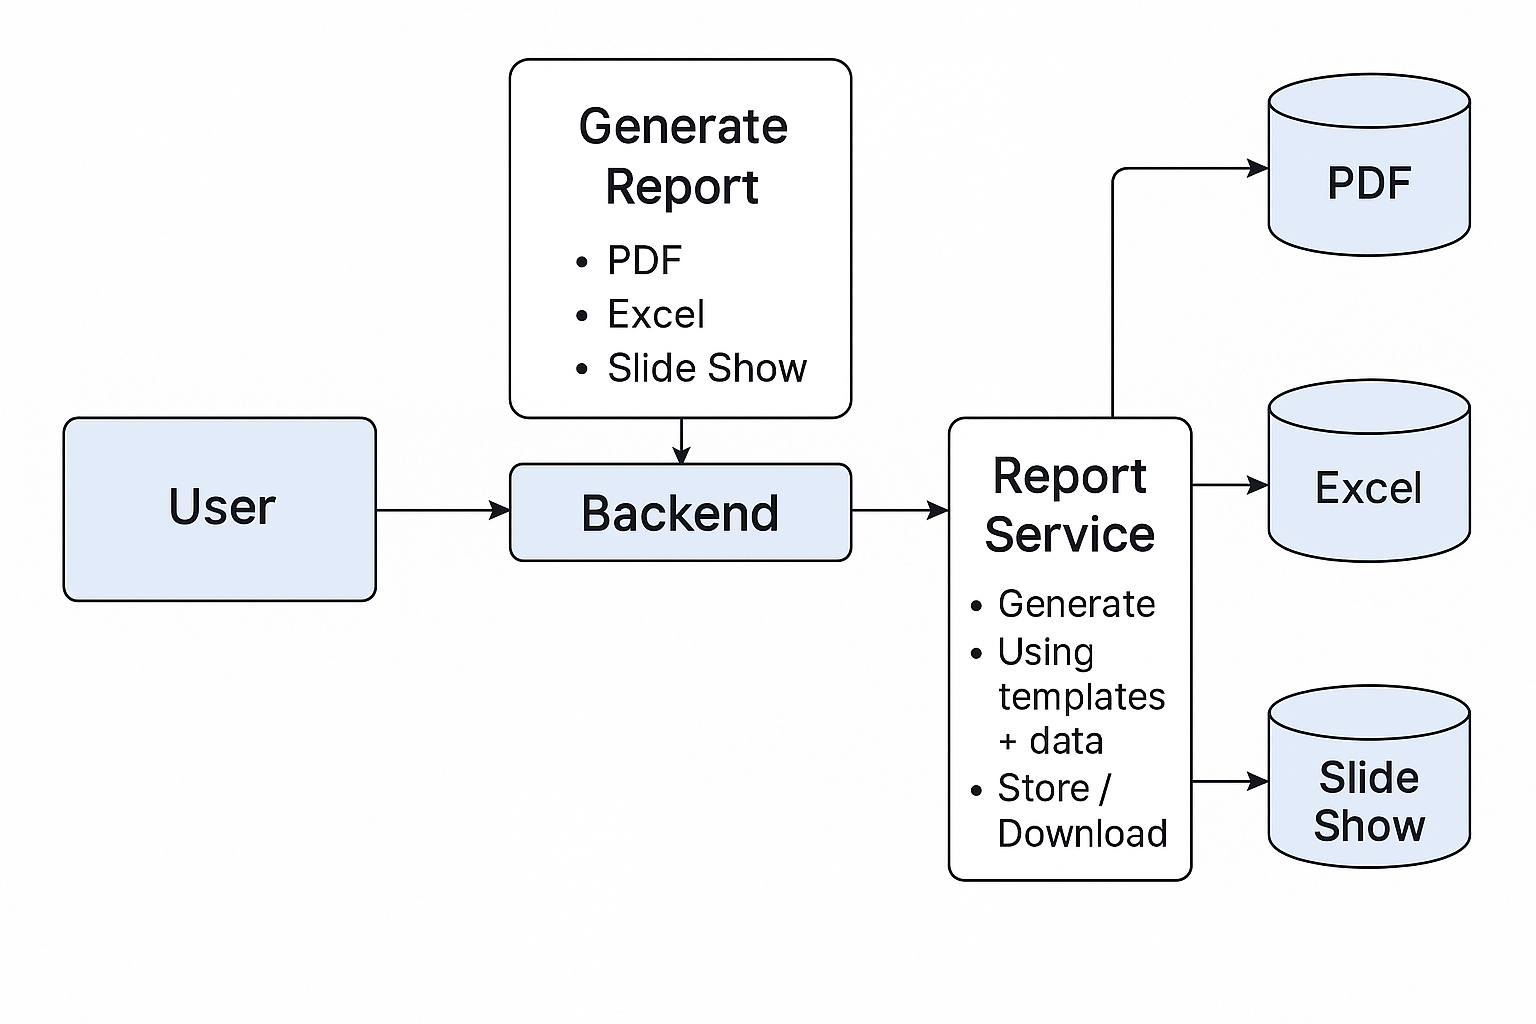 Generate
Report
• PDF
• Excel
• Slide Show
User
Backend
Report
Service
• Generate
• Using
templates
+ data
• Store /
Download
PDF
Excel
Slide
Show